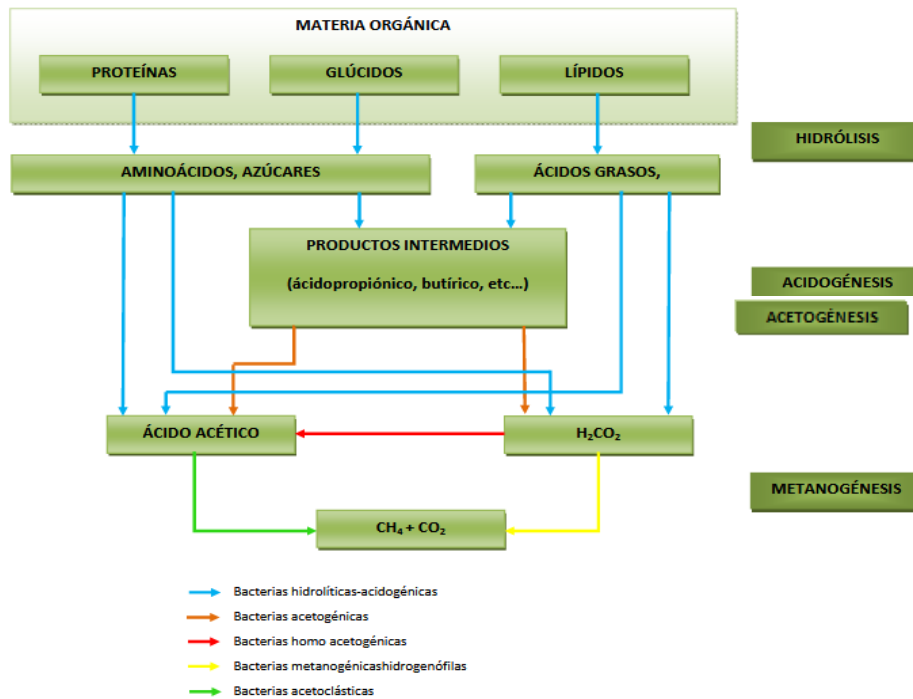 MATERIA ORGÁNICA
PROTEÍNAS
GLÚCIDOS
LÍPIDOS
HIDRÓLISIS
AMINOÁCIDOS, AZÚCARES
ÁCIDOS GRASOS,
PRODUCTOS INTERMEDIOS
(ácidopropiónico, butírico, etc...)
ACIDOGÉNESIS
ACETOGÉNESIS
ÁCIDO ACÉTICO
H₂CO₂
METANOGÉNESIS
CH₄ + CO₂
Bacterias hidrolíticas-acidogénicas
Bacterias acetogénicas
Bacterias homo acetogénicas
Bacterias metanogénicashidrogenófilas
Bacterias acetoclásticas